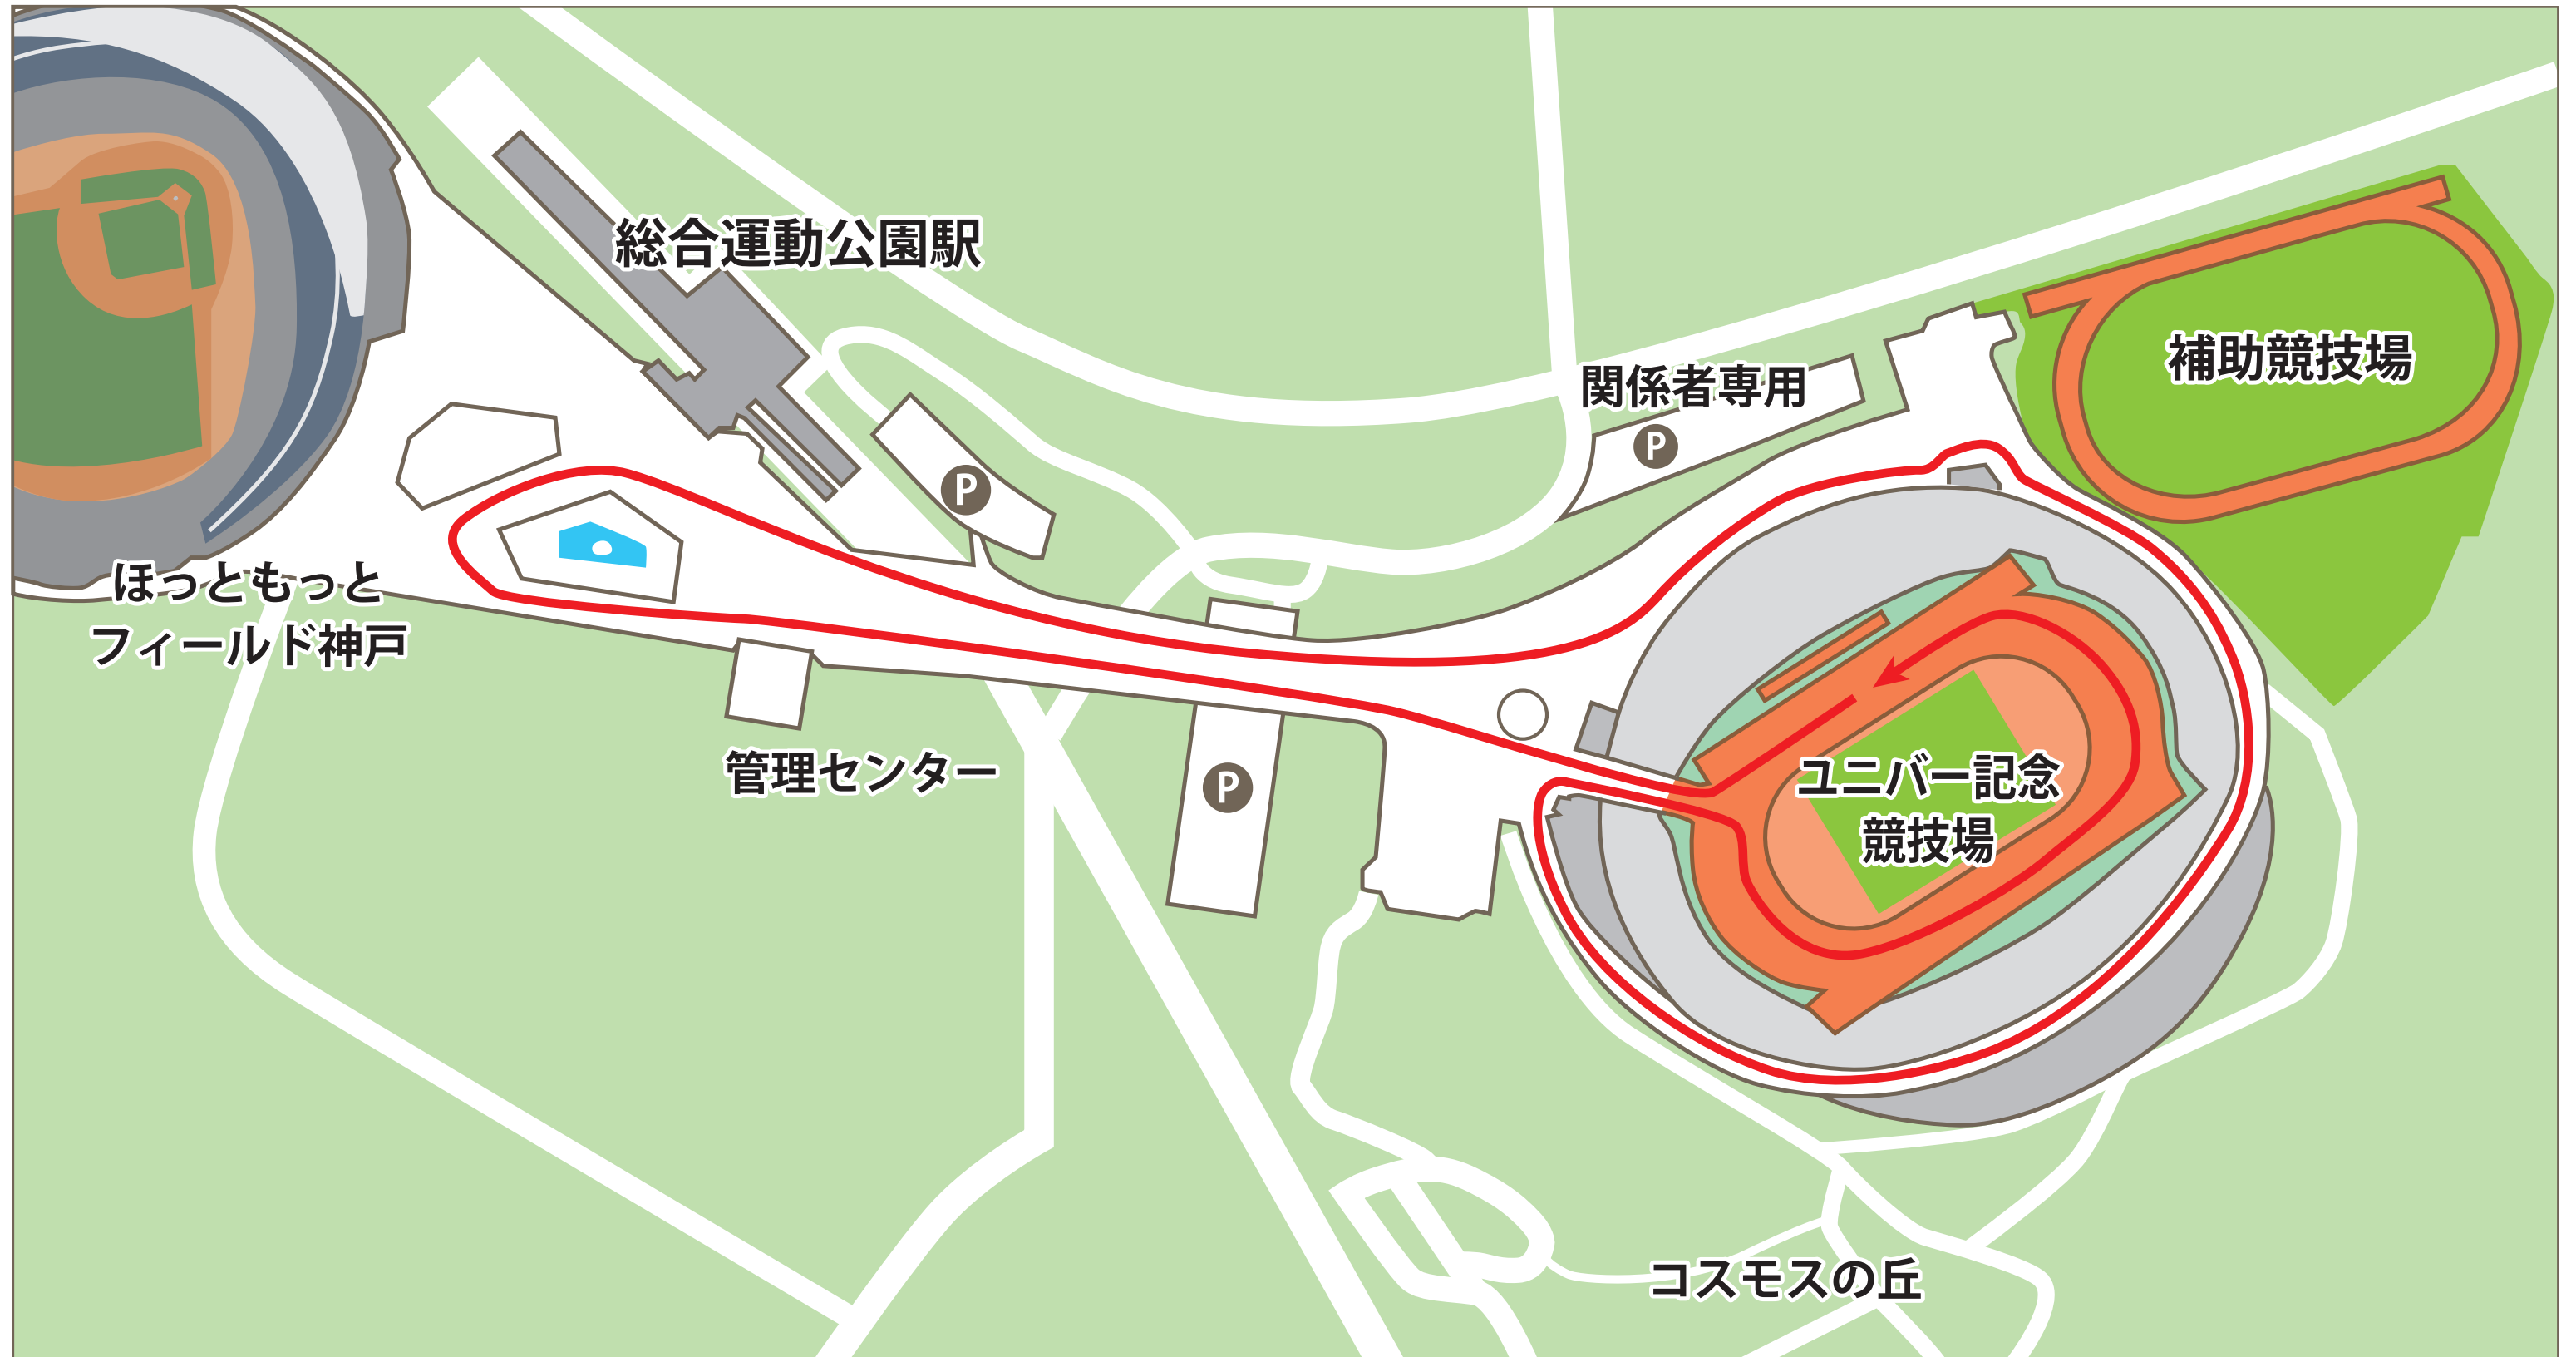 総合運動公園駅
補助競技場
関係者専用
P
P
ほっともっと
フィールド神戸
管理センター
P
ユニバー記念
競技場
コスモスの丘